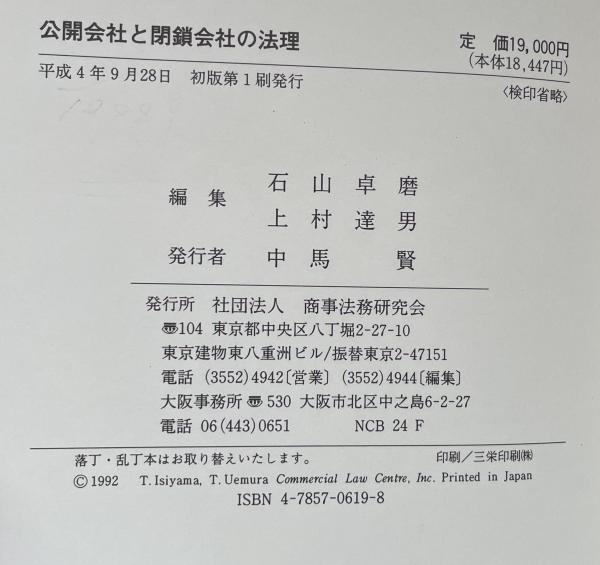 公開会社と閉鎖会社の法理
定 価19,000円
(本体18,447円)
平成4年9月28日 初版第1刷発行
〈検印省略〉
編 集 石 山 卓 磨
上 村 達 男
発行者 中 馬 賢
発行所 社団法人 商事法務研究会
〠104 東京都中央区八丁堀2-27-10
東京建物東八重洲ビル/振替東京2-47151
電話 (3552)4942〔営業〕 (3552)4944〔編集〕
大阪事務所 〠 530 大阪市北区中之島6-2-27
電話 06(443)0651 NCB 24 F
落丁・乱丁本はお取り替えいたします。 印刷/三栄印刷㈱
©1992 T. Isiyama, T. Uemura Commercial Law Centre, Inc. Printed in Japan
ISBN 4-7857-0619-8